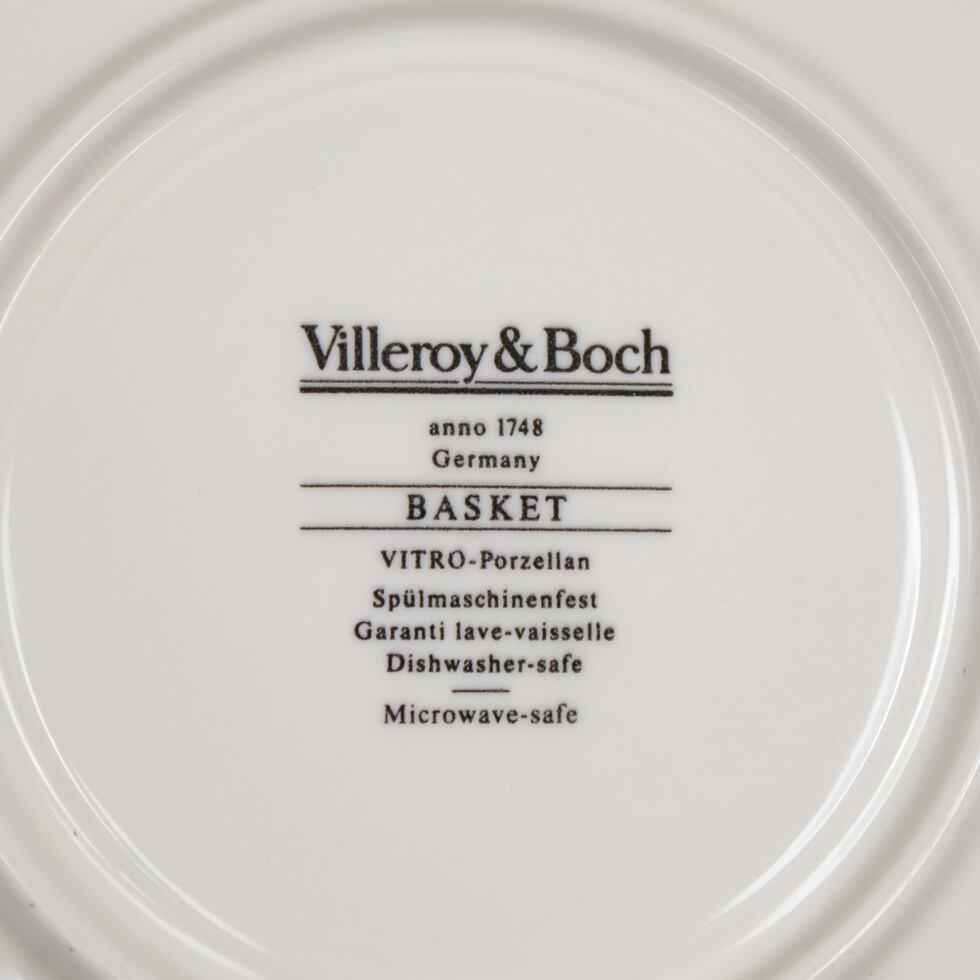 Villeroy & Boch
anno 1748
Germany
BASKET
VITRO-Porzellan
Spülmaschinenfest
Garanti lave-vaisselle
Dishwasher-safe
Microwave-safe